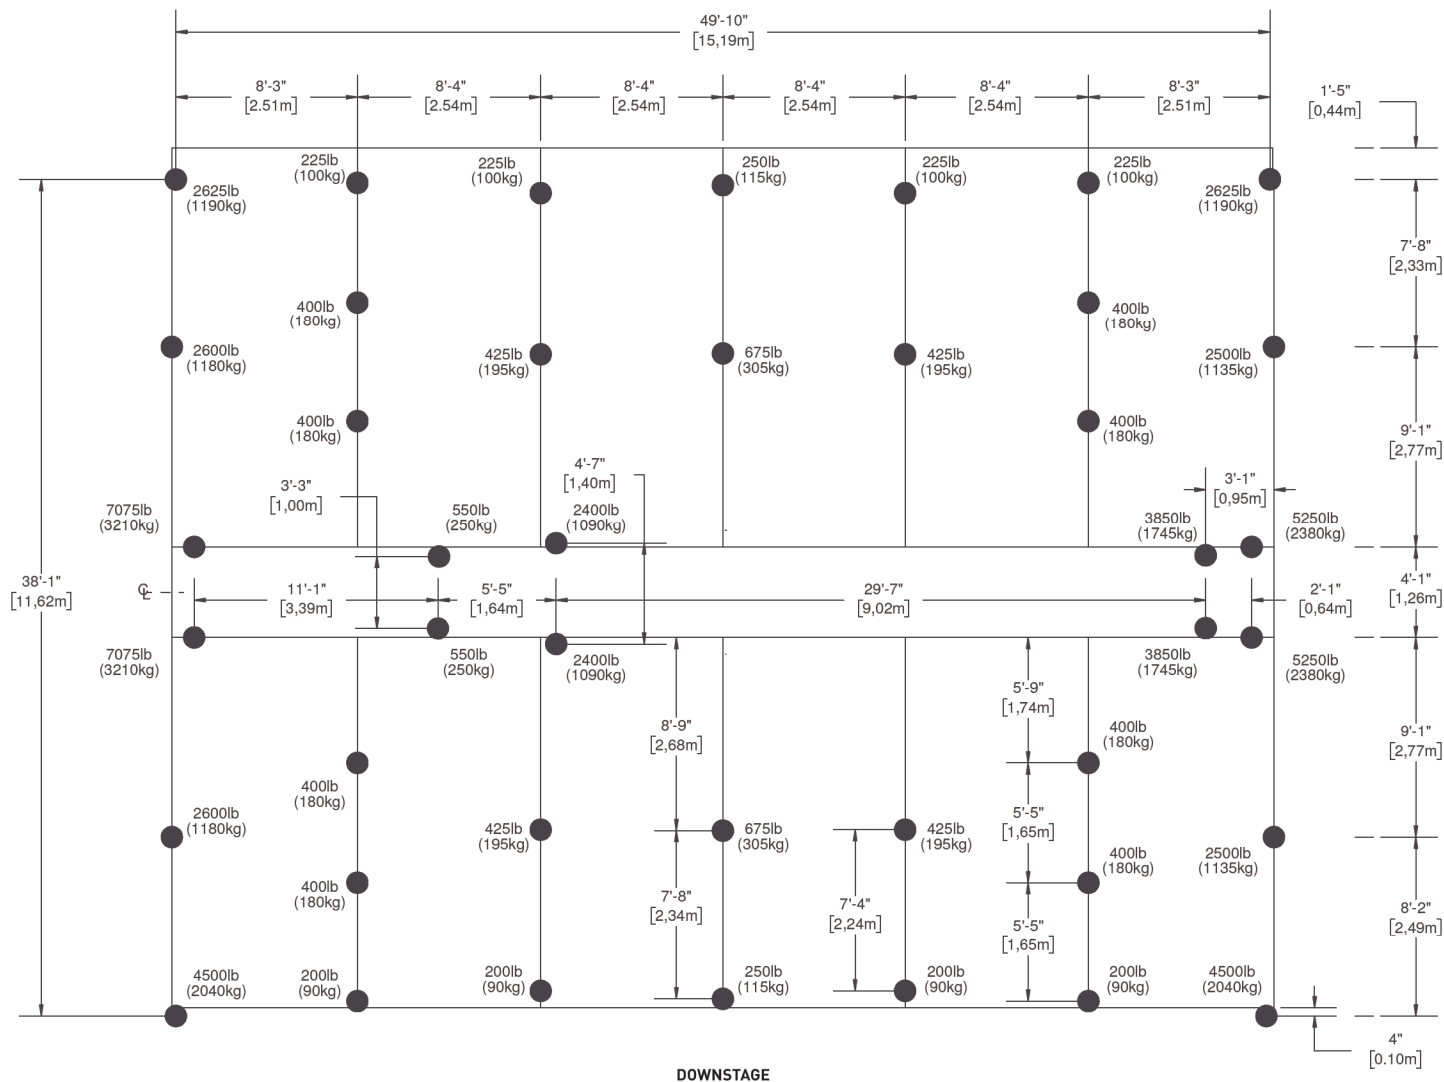 49'-10"
[15,19m]
8'-3"
[2.51m]
8'-4"
[2.54m]
8'-4"
[2.54m]
8'-4"
[2.54m]
8'-4"
[2.54m]
8'-3"
[2.51m]
1'-5"
[0,44m]
225lb
(100kg)
225lb
(100kg)
250lb
(115kg)
225lb
(100kg)
225lb
(100kg)
2625lb
(1190kg)
2625lb
(1190kg)
7'-8"
[2,33m]
400lb
(180kg)
400lb
(180kg)
2600lb
(1180kg)
425lb
(195kg)
675lb
(305kg)
425lb
(195kg)
2500lb
(1135kg)
400lb
(180kg)
400lb
(180kg)
9'-1"
[2,77m]
3'-3"
[1,00m]
4'-7"
[1,40m]
3'-1"
[0,95m]
7075lb
(3210kg)
550lb
(250kg)
2400lb
(1090kg)
3850lb
(1745kg)
5250lb
(2380kg)
38'-1"
[11,62m]
℄
11'-1"
[3,39m]
5'-5"
[1,64m]
29'-7"
[9,02m]
2'-1"
[0,64m]
4'-1"
[1,26m]
7075lb
(3210kg)
550lb
(250kg)
2400lb
(1090kg)
3850lb
(1745kg)
5250lb
(2380kg)
5'-9"
[1,74m]
8'-9"
[2,68m]
400lb
(180kg)
9'-1"
[2,77m]
400lb
(180kg)
2600lb
(1180kg)
425lb
(195kg)
675lb
(305kg)
425lb
(195kg)
5'-5"
[1,65m]
400lb
(180kg)
2500lb
(1135kg)
400lb
(180kg)
7'-8"
[2,34m]
7'-4"
[2,24m]
5'-5"
[1,65m]
8'-2"
[2,49m]
4500lb
(2040kg)
200lb
(90kg)
200lb
(90kg)
250lb
(115kg)
200lb
(90kg)
200lb
(90kg)
4500lb
(2040kg)
4"
[0.10m]
DOWNSTAGE